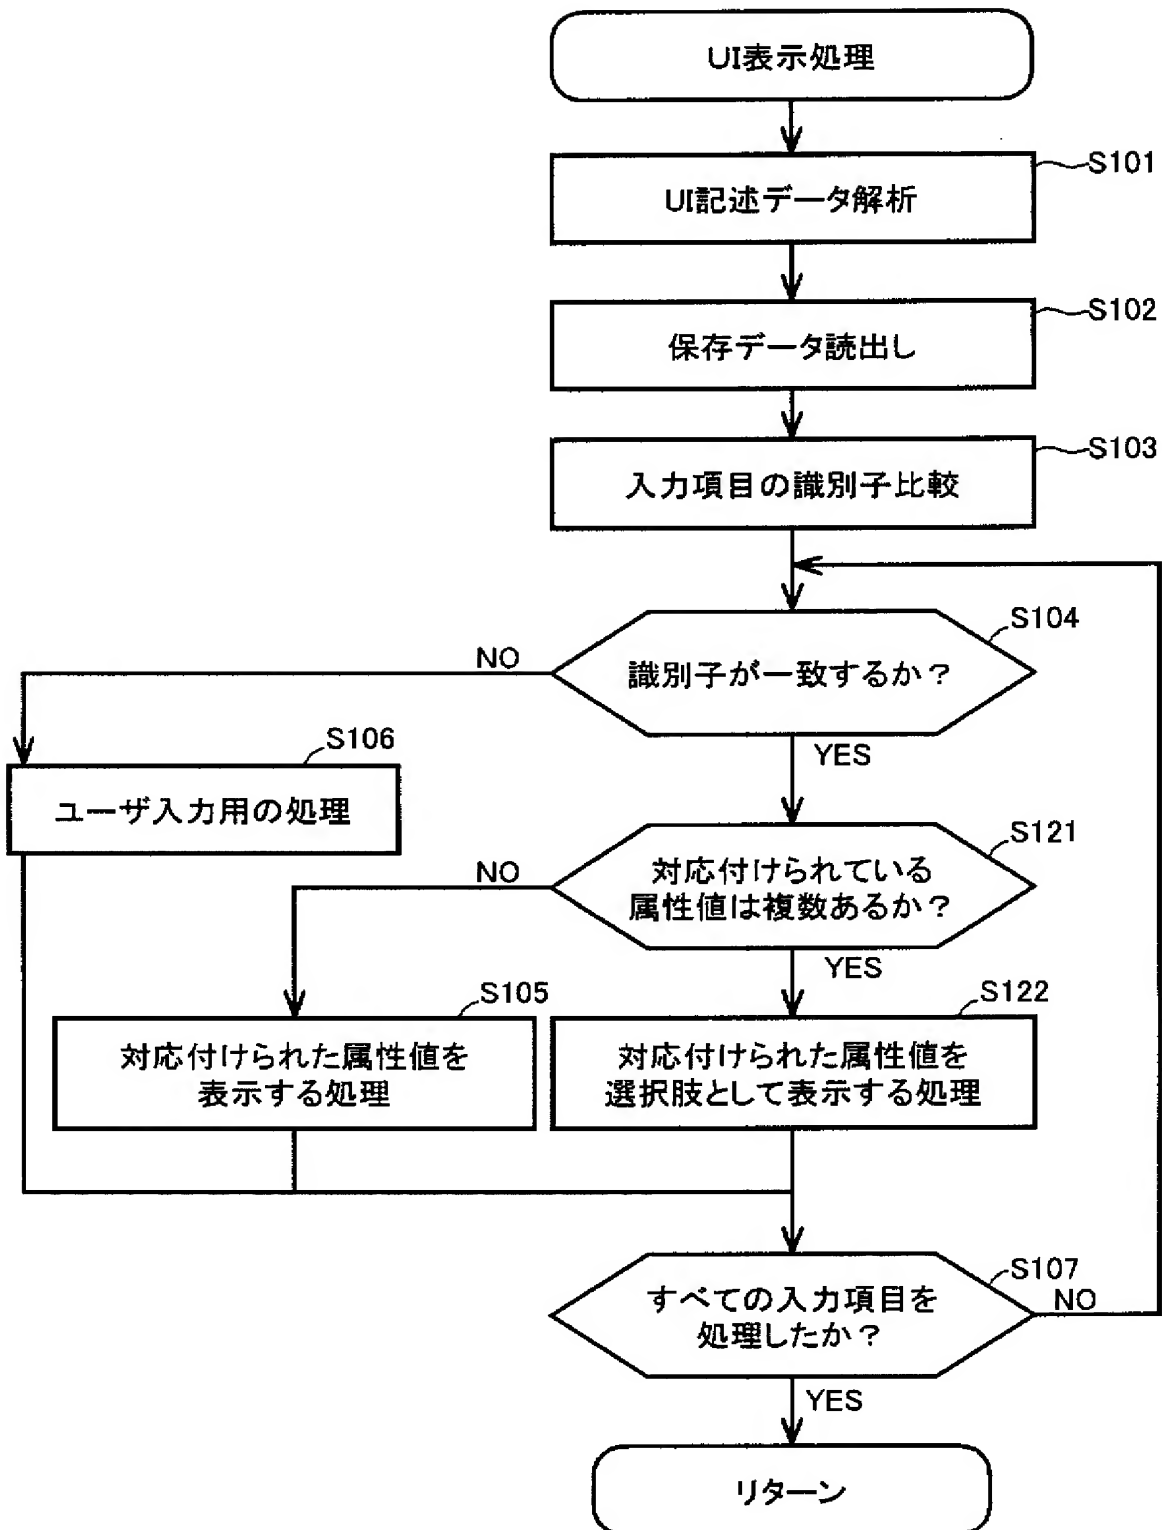 UI表示処理
S101
UI記述データ解析
S102
保存データ読出し
S103
入力項目の識別子比較
S104
NO
識別子が一致するか？
YES
S106
ユーザ入力用の処理
S121
NO
対応付けられている
属性値は複数あるか？
YES
S105
対応付けられた属性値を
表示する処理
S122
対応付けられた属性値を
選択肢として表示する処理
S107
すべての入力項目を
処理したか？
NO
YES
リターン